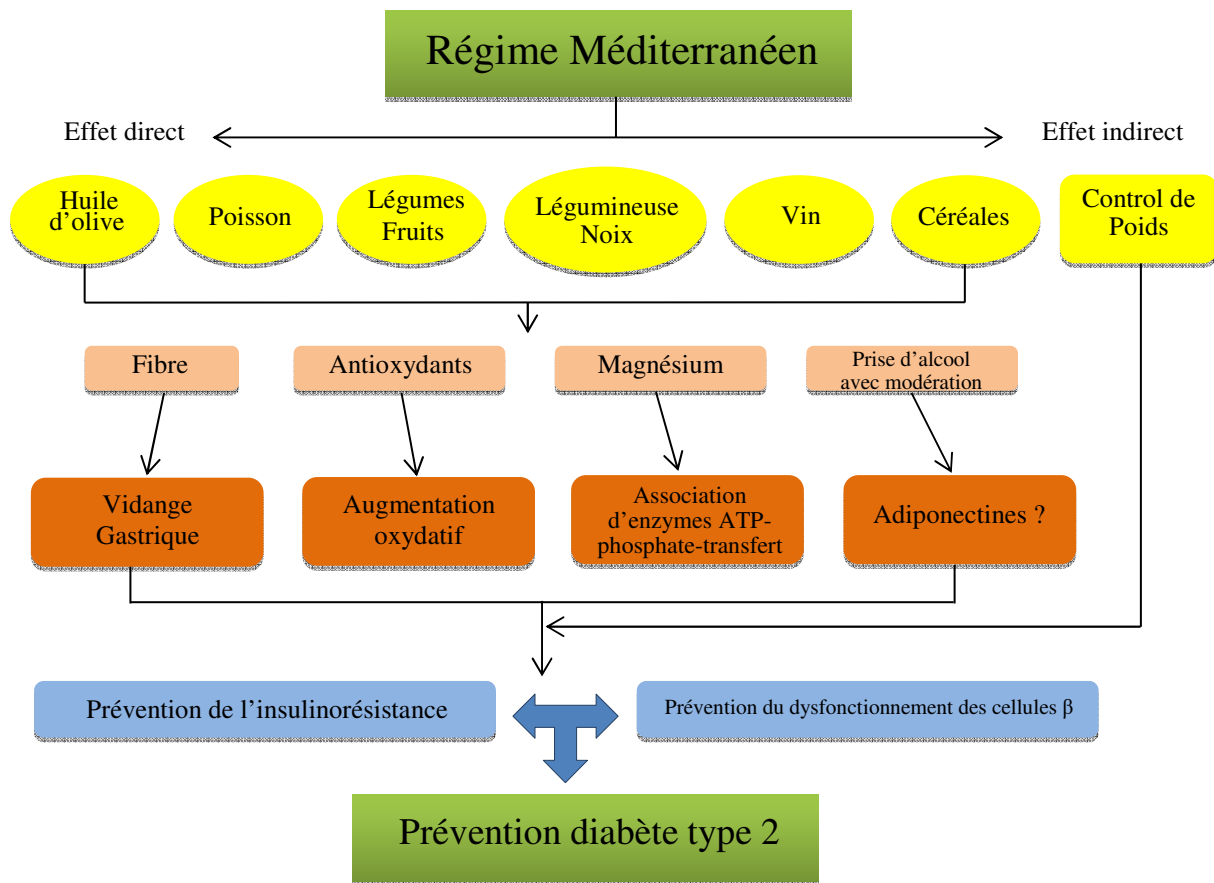 Régime Méditerranéen
Effet direct
Effet indirect
Huile
d'olive
Poisson
Légumes
Fruits
Légumineuse
Noix
Vin
Céréales
Control de
Poids
Fibre
Antioxydants
Magnésium
Prise d'alcool
avec modération
Vidange
Gastrique
Augmentation
oxydatif
Association
d'enzymes ATP-
phosphate-transfert
Adiponectines ?
Prévention de l'insulinorésistance
Prévention du dysfonctionnement des cellules β
Prévention diabète type 2